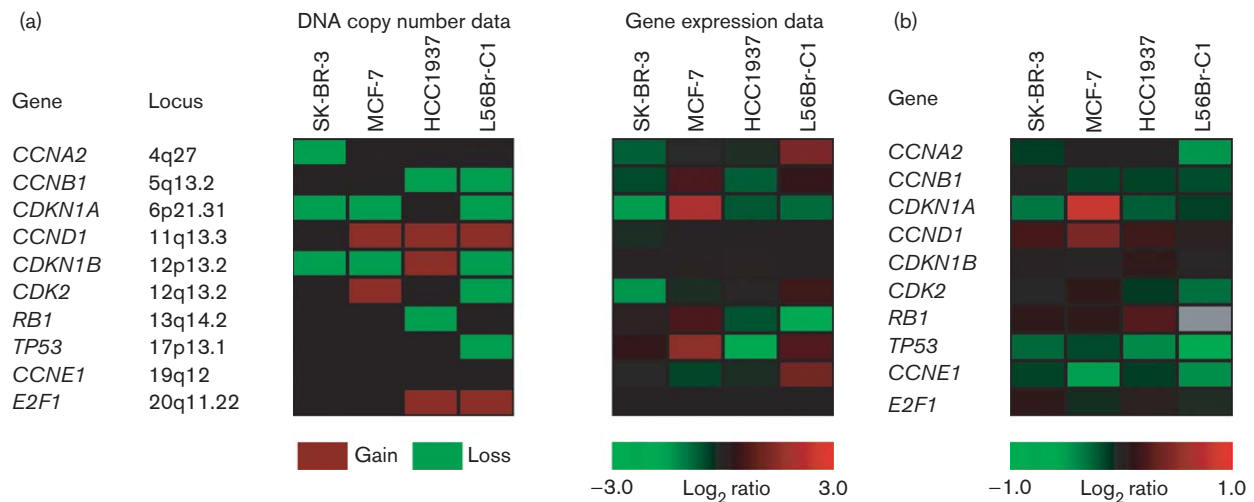 (a) DNA copy number data Gene expression data (b)
Gene Locus SK-BR-3 MCF-7 HCC1937 L56Br-C1 SK-BR-3 MCF-7 HCC1937 L56Br-C1 Gene SK-BR-3 MCF-7 HCC1937 L56Br-C1
CCNA2 4q27 CCNA2
CCNB1 5q13.2 CCNB1
CDKN1A 6p21.31 CDKN1A
CCND1 11q13.3 CCND1
CDKN1B 12p13.2 CDKN1B
CDK2 12q13.2 CDK2
RB1 13q14.2 RB1
TP53 17p13.1 TP53
CCNE1 19q12 CCNE1
E2F1 20q11.22 E2F1
Gain Loss
−3.0 Log2 ratio 3.0
−1.0 Log2 ratio 1.0